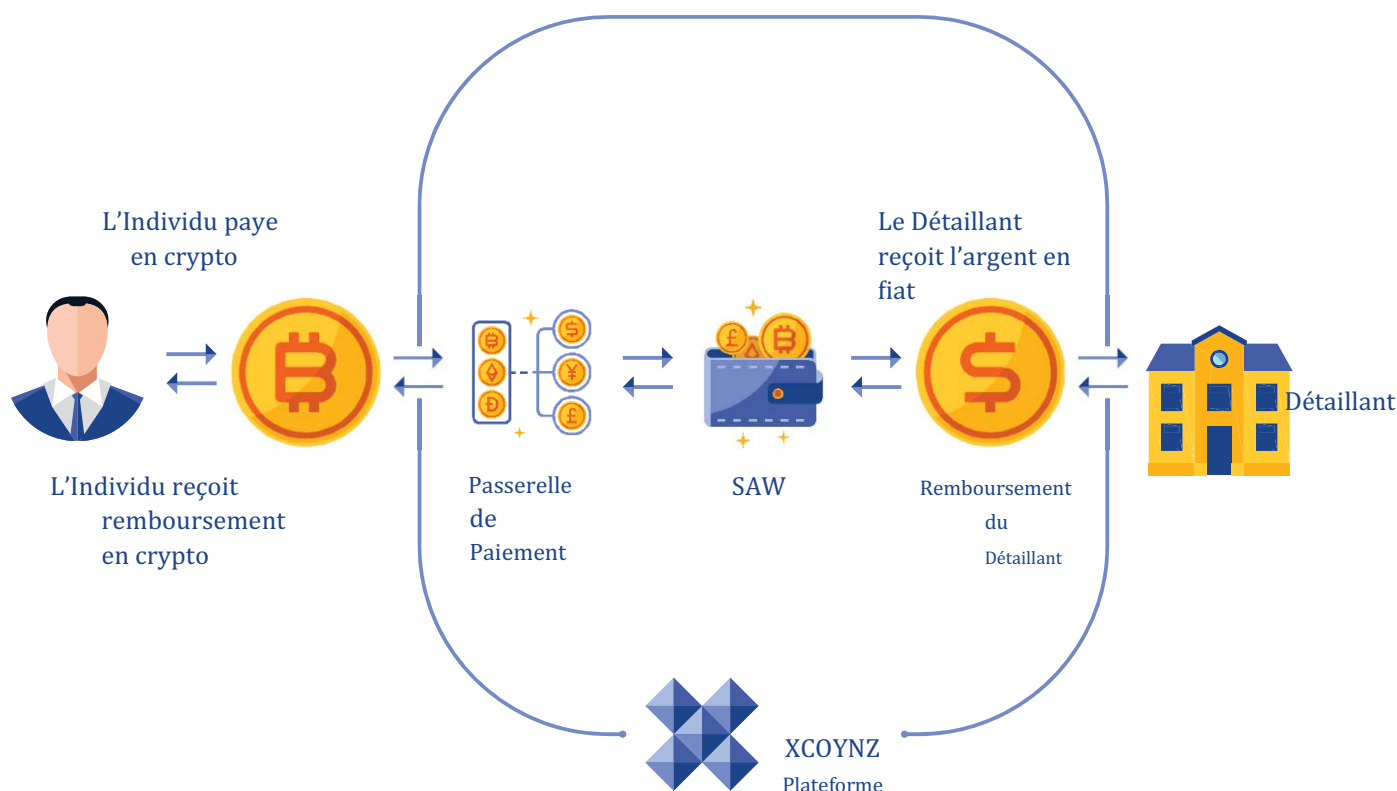 L’Individu paye
en crypto
Le Détaillant
reçoit l’argent en
fiat
Détaillant
L’Individu reçoit
remboursement
en crypto
Passerelle
de
Paiement
SAW
Remboursement
du
Détaillant
XCOYNZ
Plateforme